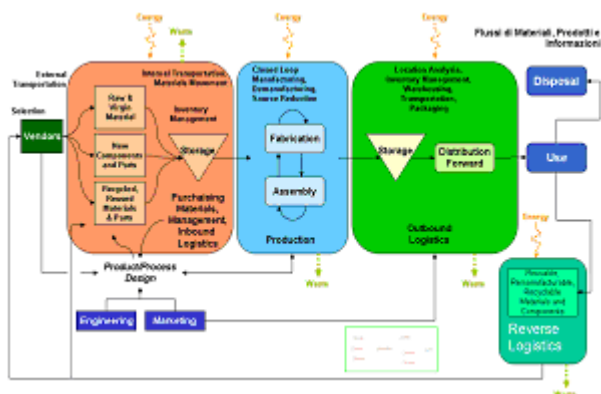 Energy
Energy
Energy
Flussi di Materiali, Prodotti e
Informazioni
Waste
External
Transportation
Internal Transportation,
Materials Movement
Closed Loop
Manufacturing,
Demanufacturing,
Source Reduction
Location Analysis,
Inventory Management,
Warehousing,
Transportation,
Packaging
Disposal
Selection
Vendors
Raw &
Virgin
Material
Inventory
Management
New
Components
and Parts
Storage
Fabrication
Storage
Distribution
Forward
Use
Recycled,
Reused
Materials
& Parts
Assembly
Purchasing
Materials,
Management,
Inbound
Logistics
Production
Outbound
Logistics
Energy
Product/Process
Design
Waste
Waste
Reusable,
Remanufacturable,
Recyclable
Materials and
Components
Engineering
Marketing
Reverse
Logistics
Waste